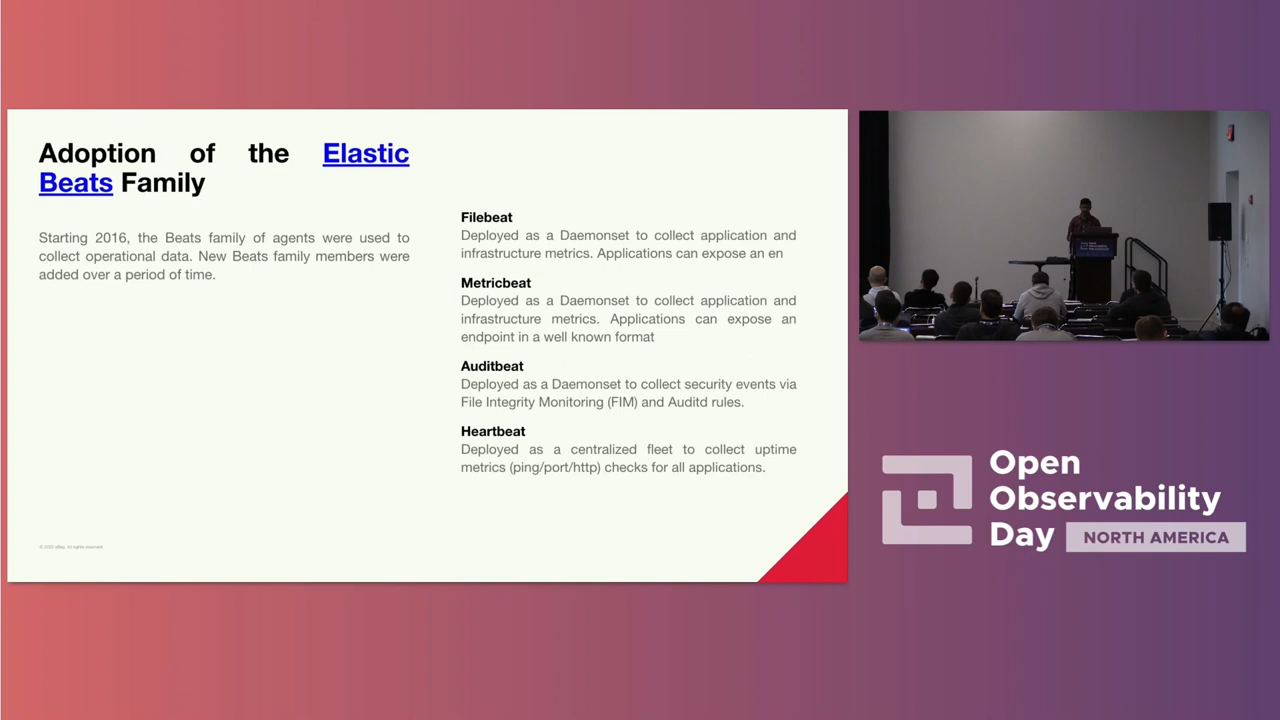 Adoption of the Elastic
Beats Family
Starting 2016, the Beats family of agents were used to
collect operational data. New Beats family members were
added over a period of time.
Filebeat
Deployed as a Daemonset to collect application and
infrastructure metrics. Applications can expose an en
Metricbeat
Deployed as a Daemonset to collect application and
infrastructure metrics. Applications can expose an
endpoint in a well known format
Auditbeat
Deployed as a Daemonset to collect security events via
File Integrity Monitoring (FIM) and Auditd rules.
Heartbeat
Deployed as a centralized fleet to collect uptime
metrics (ping/port/http) checks for all applications.
Open
Observability
Day NORTH AMERICA